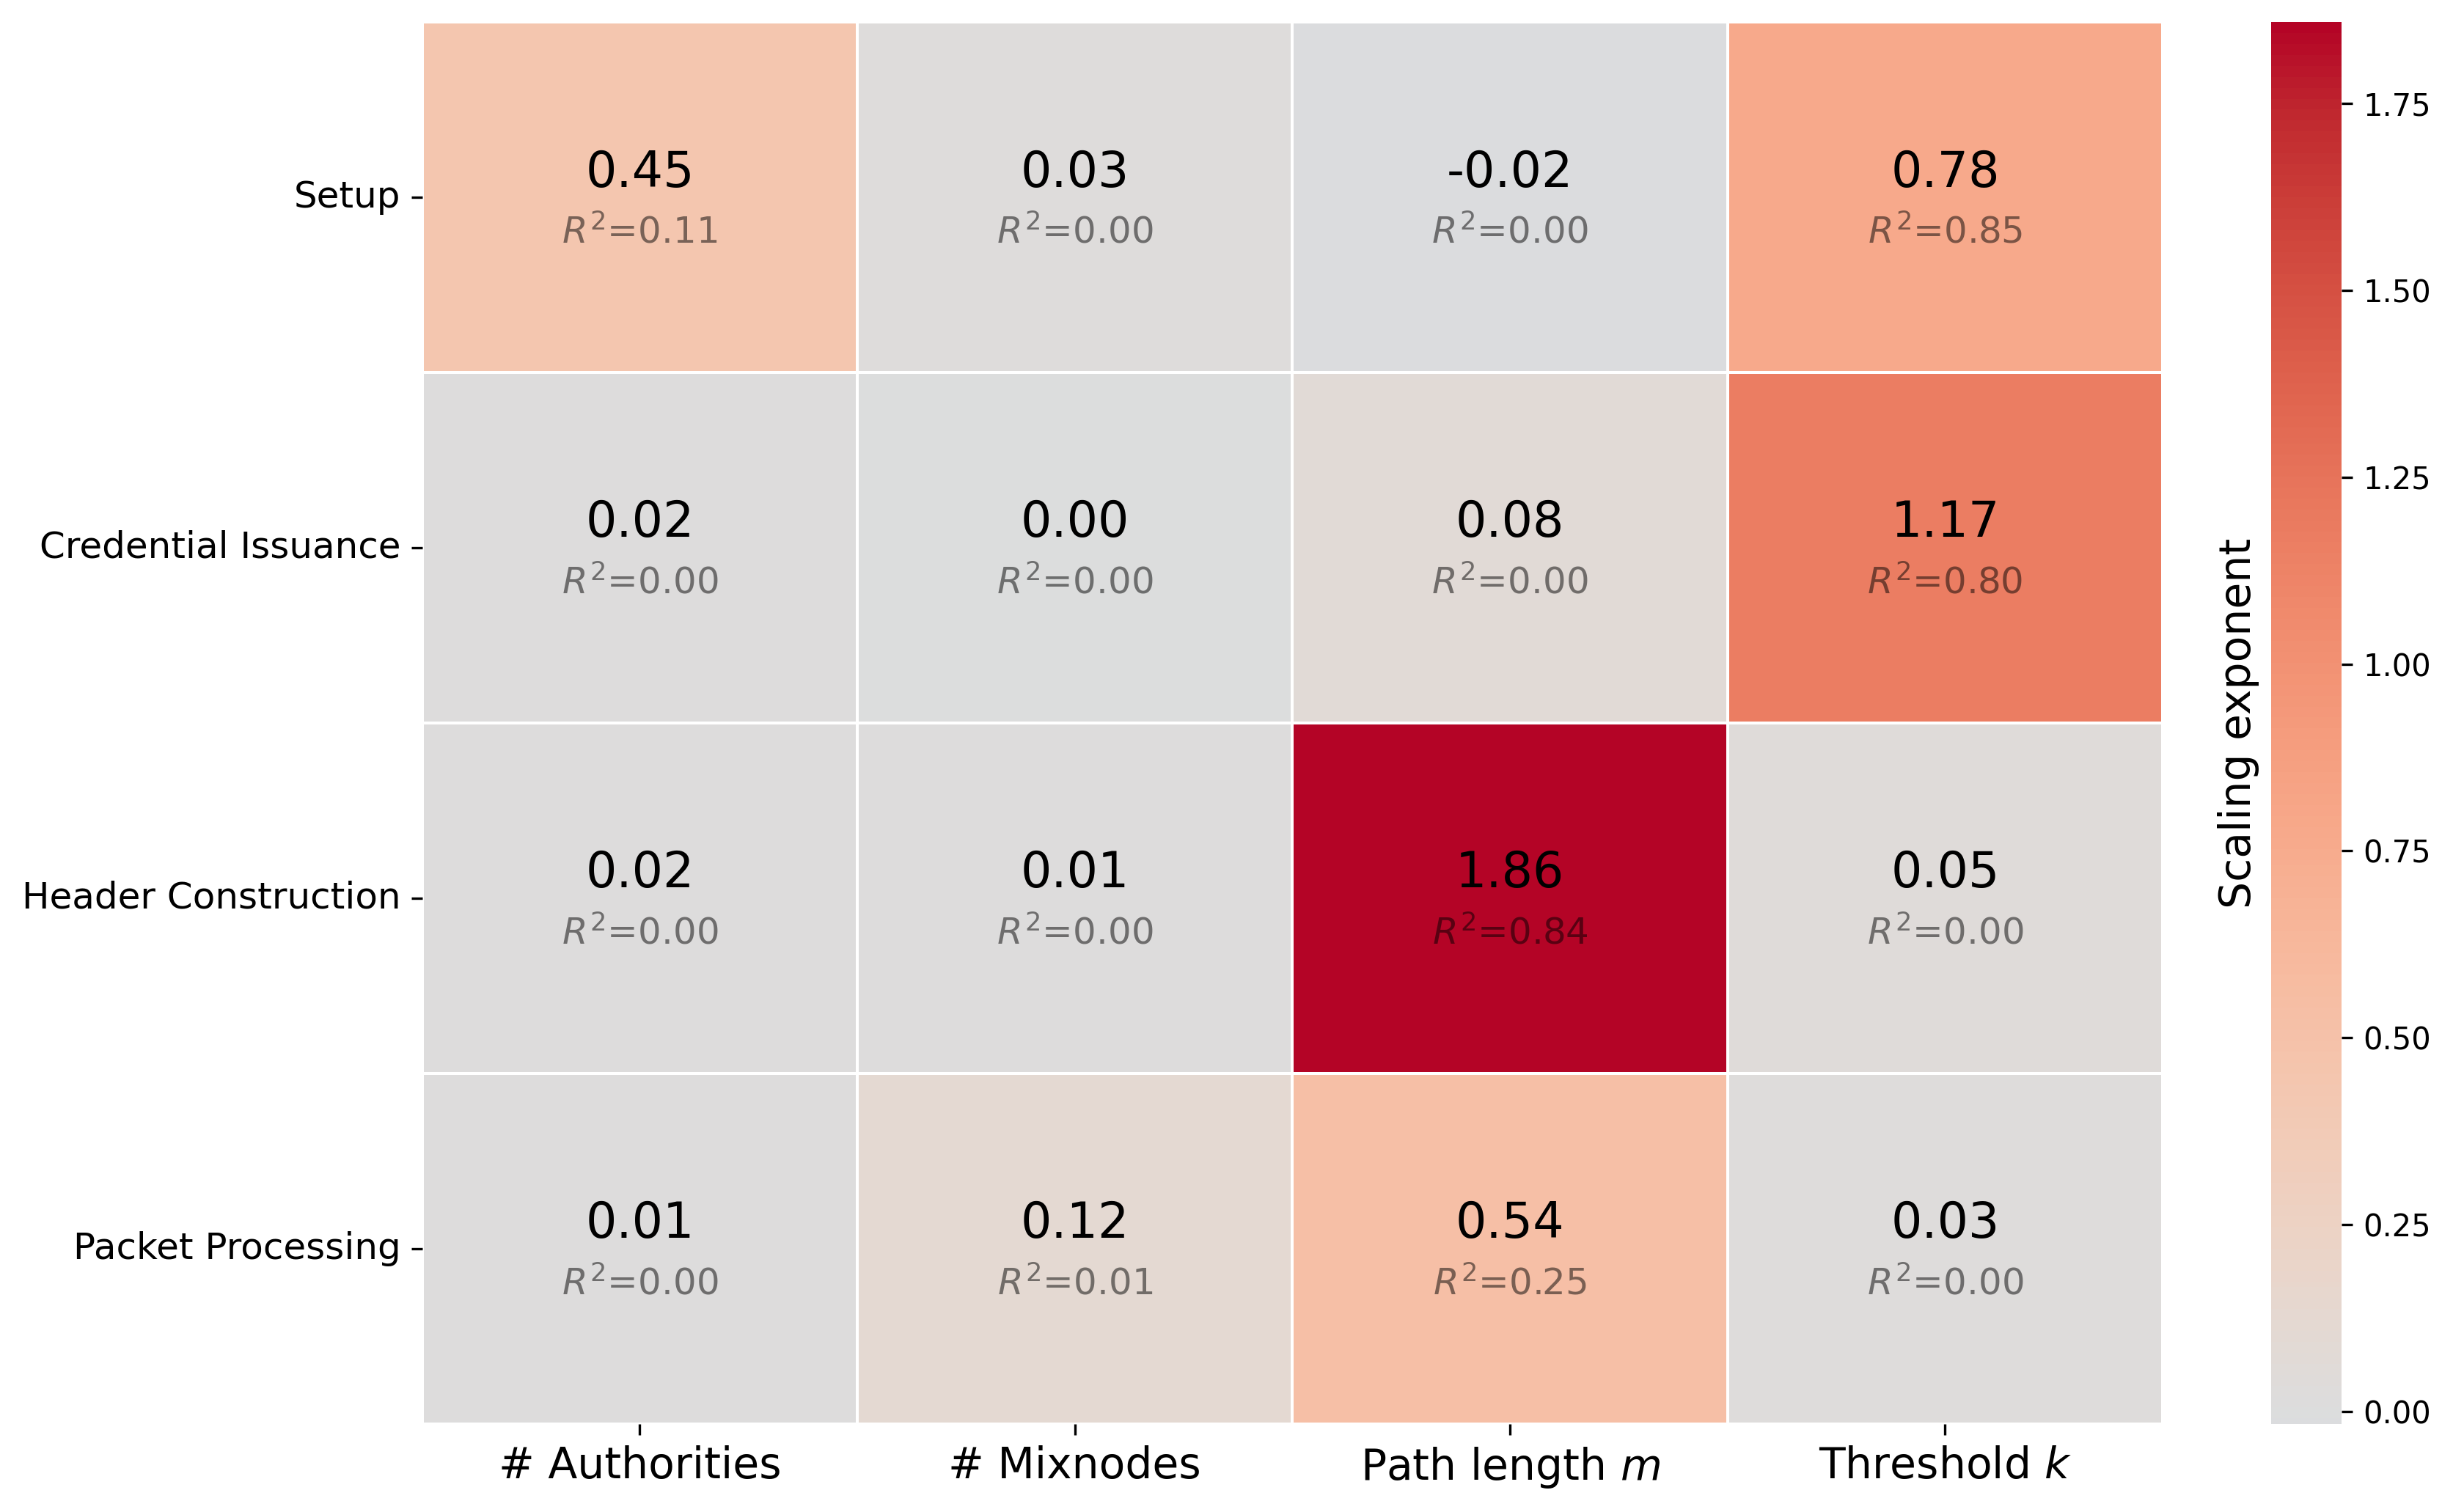 Setup
0.45
R²=0.11
0.03
R²=0.00
-0.02
R²=0.00
0.78
R²=0.85
Credential Issuance
0.02
R²=0.00
0.00
R²=0.00
0.08
R²=0.00
1.17
R²=0.80
Header Construction
0.02
R²=0.00
0.01
R²=0.00
1.86
R²=0.84
0.05
R²=0.00
Packet Processing
0.01
R²=0.00
0.12
R²=0.01
0.54
R²=0.25
0.03
R²=0.00
# Authorities
# Mixnodes
Path length m
Threshold k
Scaling exponent
1.75
1.50
1.25
1.00
0.75
0.50
0.25
0.00